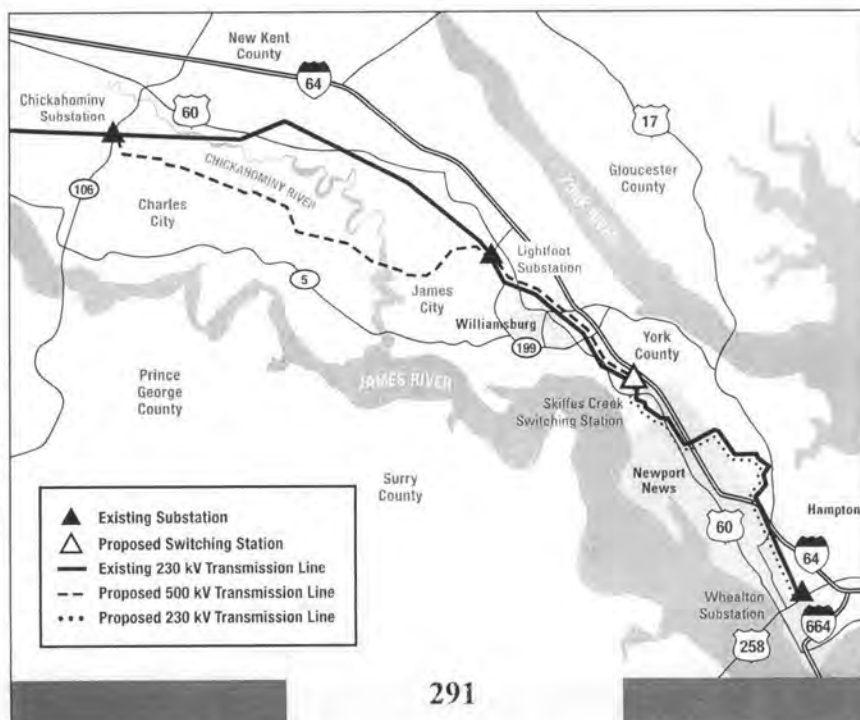 New Kent
County
64
Chickahominy
Substation
60
17
CHICKAHOMINY
RIVER
Gloucester
County
YORK RIVER
106
Charles
City
Lightfoot
Substation
5
James
City
Williamsburg
York
County
199
Prince
George
County
JAMES RIVER
Skiffes Creek
Switching Station
Surry
County
Newport
News
Hampton
60
64
Whealton
Substation
664
258
Existing Substation
Proposed Switching Station
Existing 230 kV Transmission Line
Proposed 500 kV Transmission Line
Proposed 230 kV Transmission Line
291